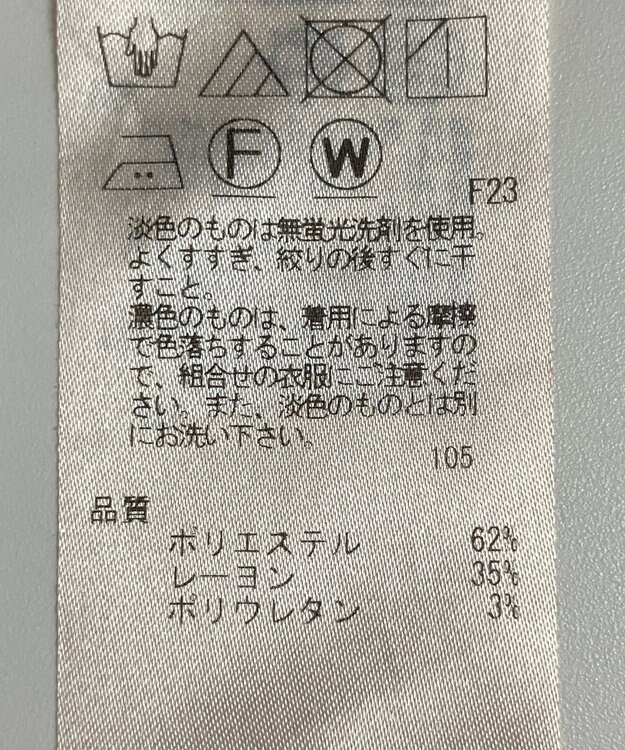 F W
F23
淡色のものは無蛍光洗剤を使用。
よくすすぎ、絞りの後すぐに干
すこと。
濃色のものは、着用による摩擦
で色落ちすることがありますの
で、組合せの衣服にご注意くだ
さい。また、淡色のものとは別
にお洗い下さい。
105
品質
ポリエステル 62%
レーヨン 35%
ポリウレタン 3%